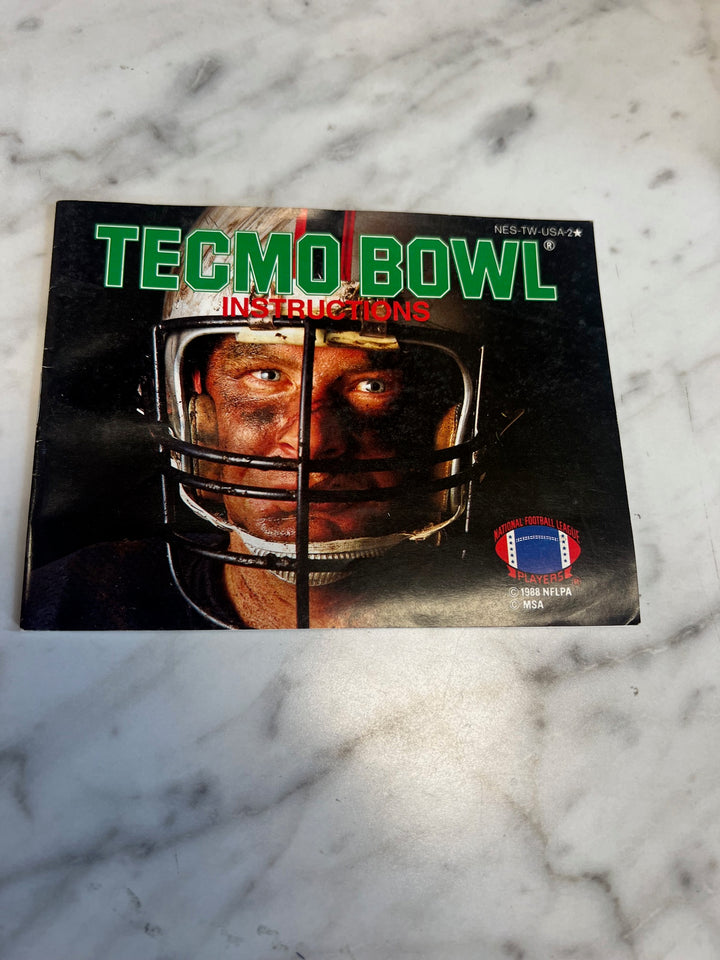 NES-TW-USA-2★
TECMO BOWL®
INSTRUCTIONS
NATIONAL FOOTBALL LEAGUE
PLAYERS
© 1988 NFLPA
© MSA